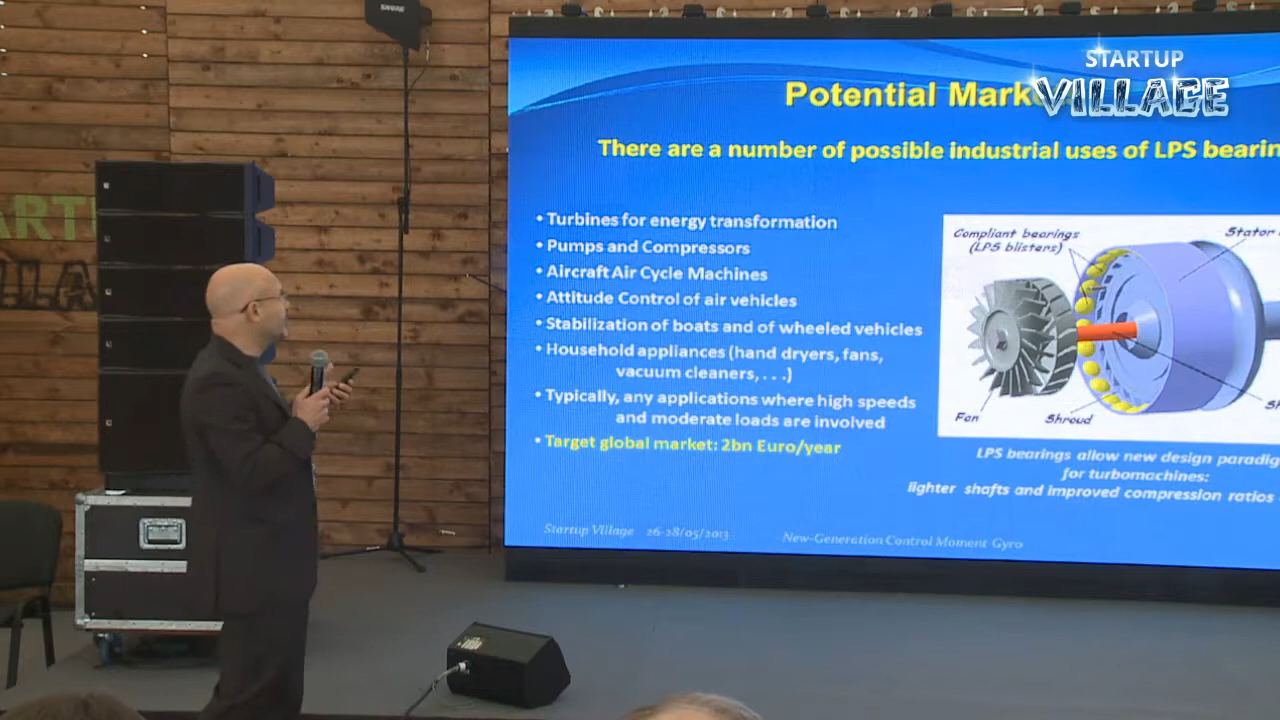 SHURE
STARTUP
VILLAGE
Potential Mark
There are a number of possible industrial uses of LPS bearin
• Turbines for energy transformation
• Pumps and Compressors
• Aircraft Air Cycle Machines
• Attitude Control of air vehicles
• Stabilization of boats and of wheeled vehicles
• Household appliances (hand dryers, fans,
vacuum cleaners, . . .)
• Typically, any applications where high speeds
and moderate loads are involved
• Target global market: 2bn Euro/year
Compliant bearings
(LPS blisters)
Stator
Fan
Shroud
Sh
LPS bearings allow new design paradig
for turbomachines:
lighter shafts and improved compression ratios
Startup Village 26-28/05/2013
New-Generation Control Moment Gyro
ART